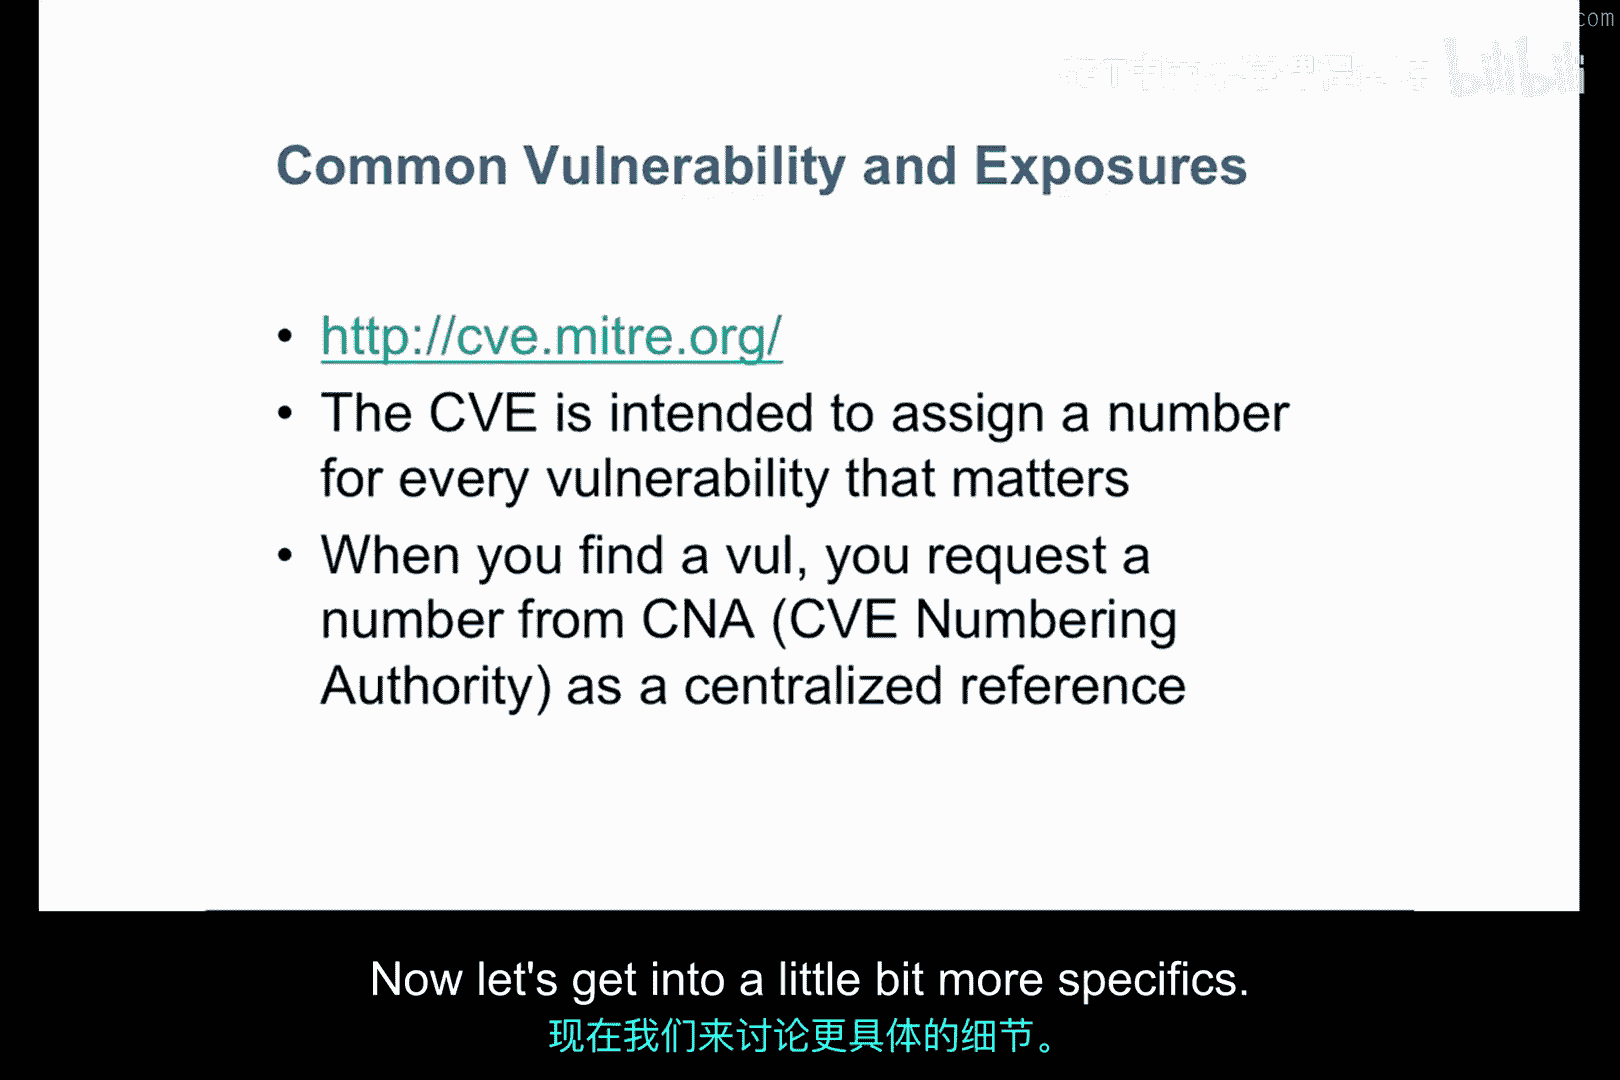 com
bilibili
Common Vulnerability and Exposures
• http://cve.mitre.org/
• The CVE is intended to assign a number
for every vulnerability that matters
• When you find a vul, you request a
number from CNA (CVE Numbering
Authority) as a centralized reference
Now let's get into a little bit more specifics.
现在我们来讨论更具体的细节。